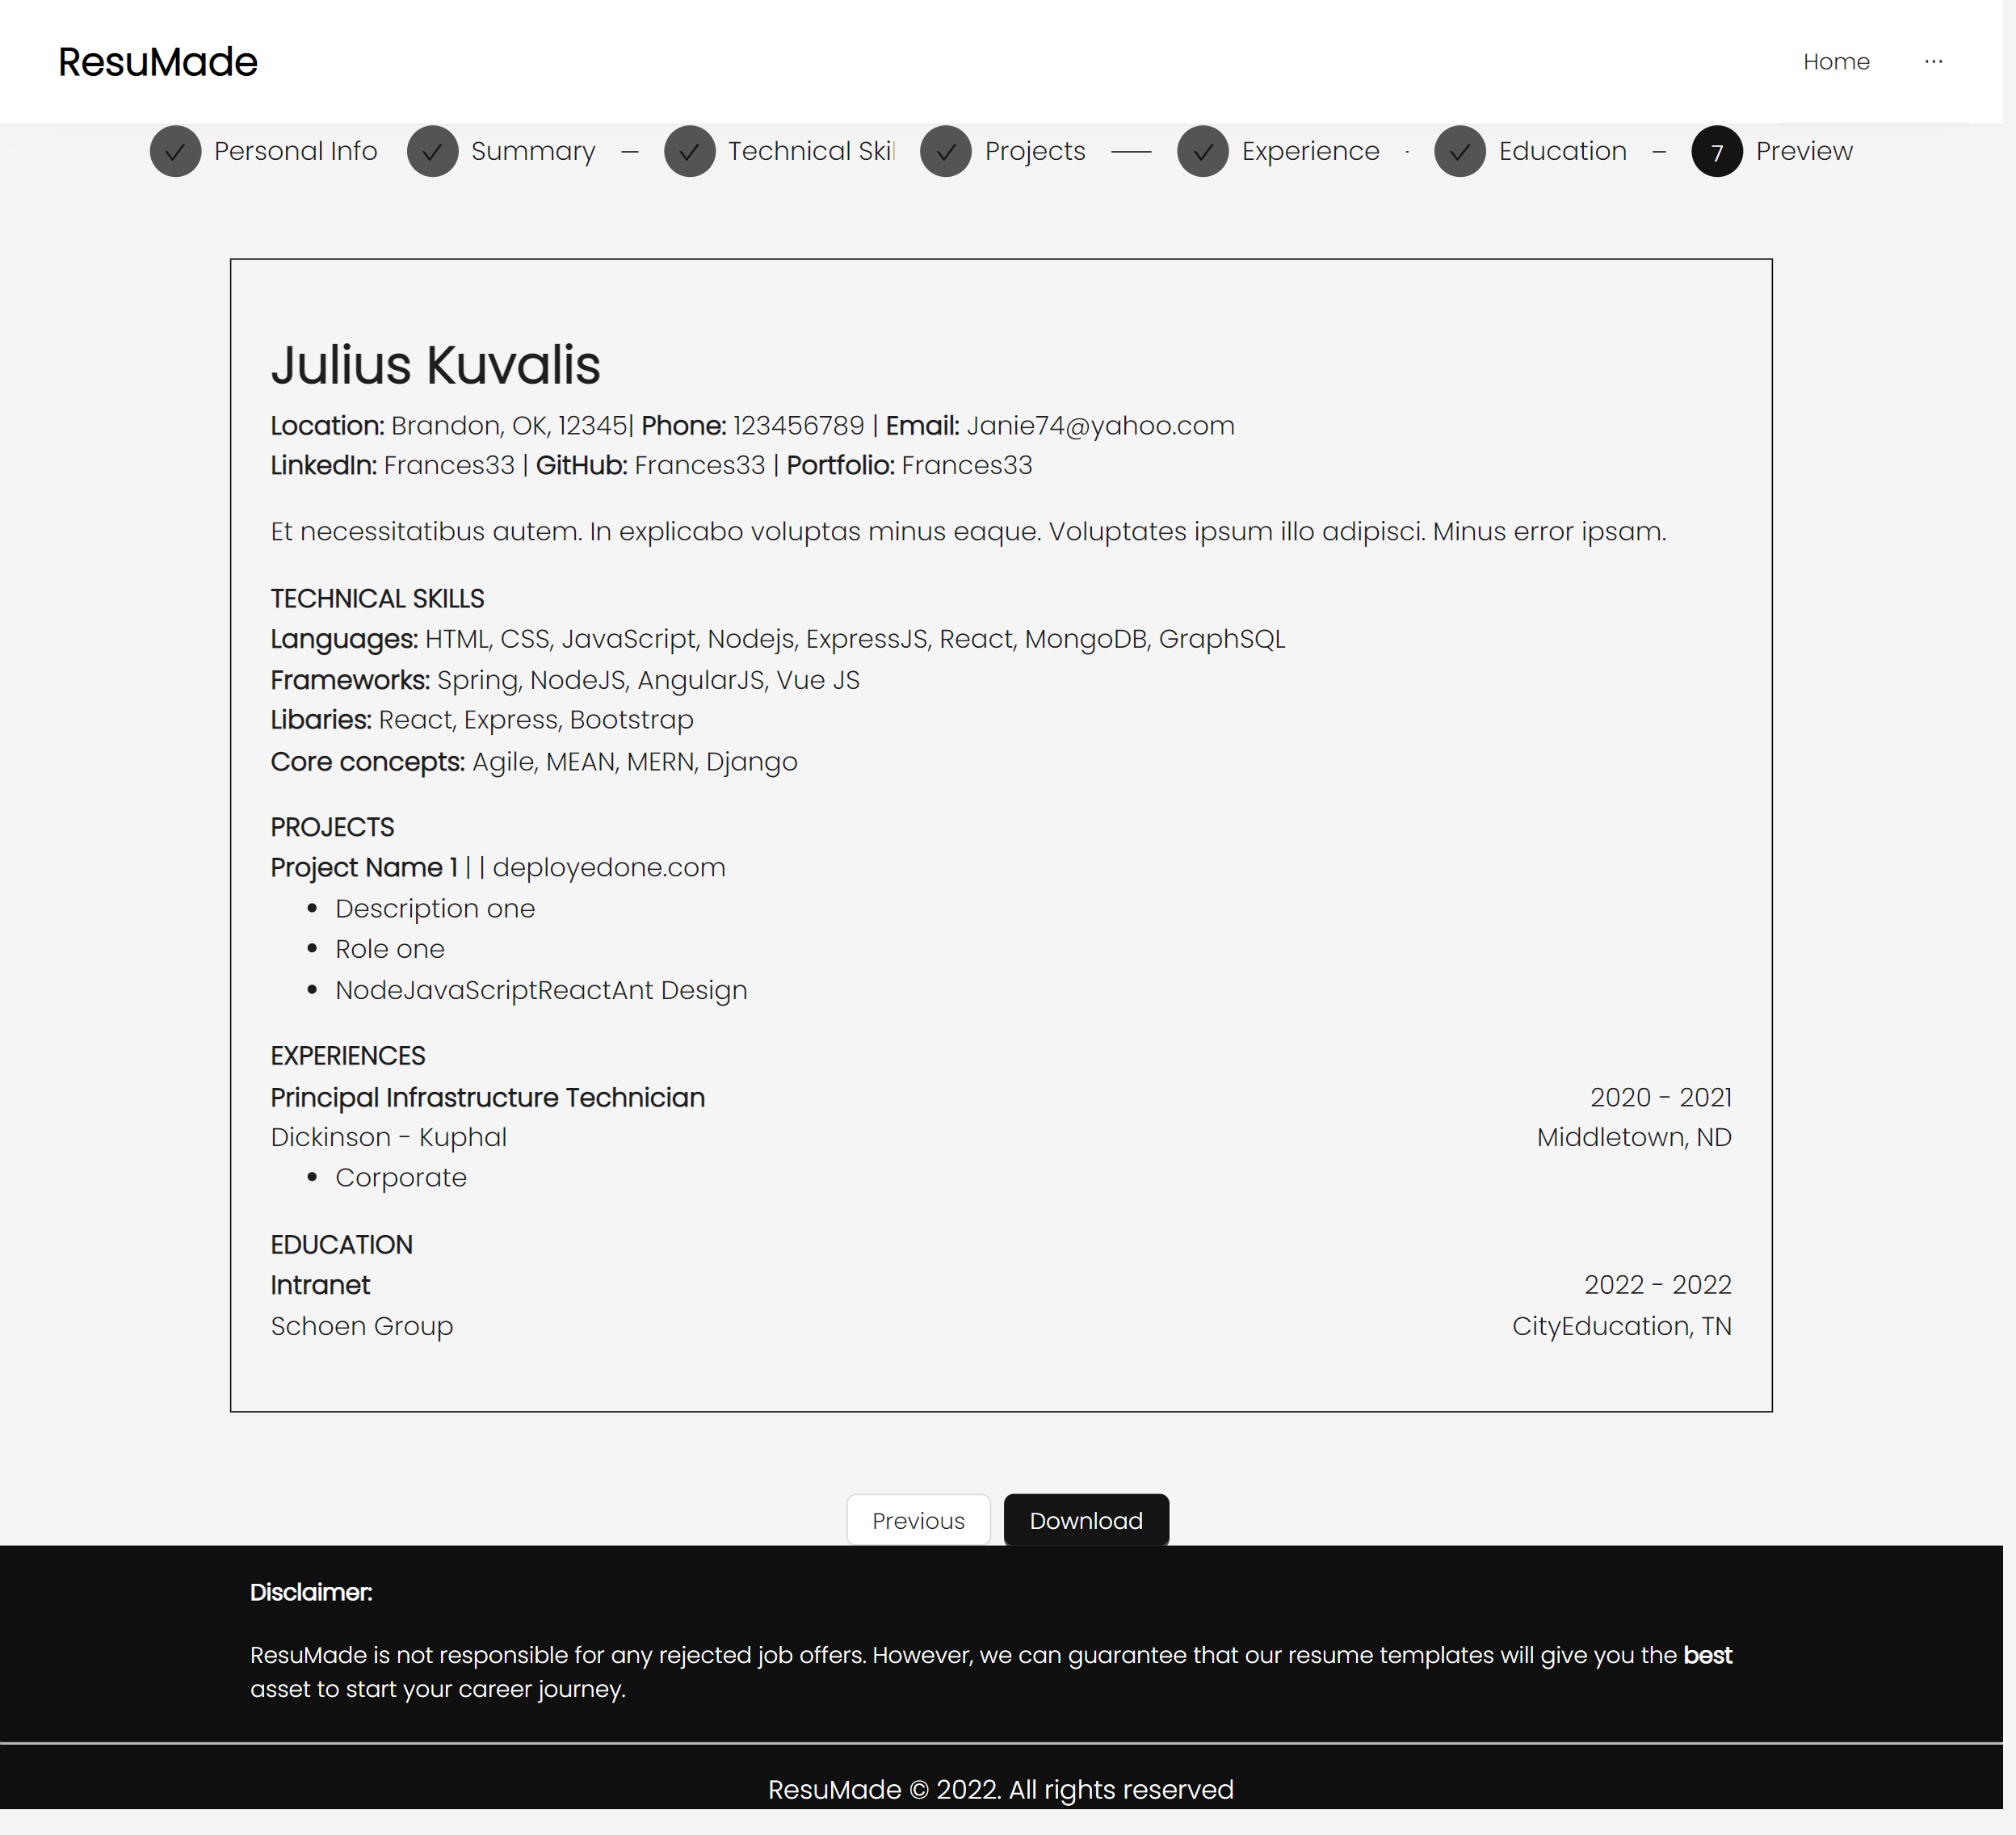 ResuMade
Home ...
Personal Info Summary Technical Skil Projects Experience Education 7 Preview
Julius Kuvalis
Location: Brandon, OK, 12345| Phone: 123456789 | Email: Janie74@yahoo.com
LinkedIn: Frances33 | GitHub: Frances33 | Portfolio: Frances33
Et necessitatibus autem. In explicabo voluptas minus eaque. Voluptates ipsum illo adipisci. Minus error ipsam.
TECHNICAL SKILLS
Languages: HTML, CSS, JavaScript, Nodejs, ExpressJS, React, MongoDB, GraphSQL
Frameworks: Spring, NodeJS, AngularJS, Vue JS
Libaries: React, Express, Bootstrap
Core concepts: Agile, MEAN, MERN, Django
PROJECTS
Project Name 1 | | deployedone.com
• Description one
• Role one
• NodeJavaScriptReactAnt Design
EXPERIENCES
Principal Infrastructure Technician 2020 - 2021
Dickinson - Kuphal Middletown, ND
• Corporate
EDUCATION
Intranet 2022 - 2022
Schoen Group CityEducation, TN
Previous Download
Disclaimer:
ResuMade is not responsible for any rejected job offers. However, we can guarantee that our resume templates will give you the best
asset to start your career journey.
ResuMade © 2022. All rights reserved